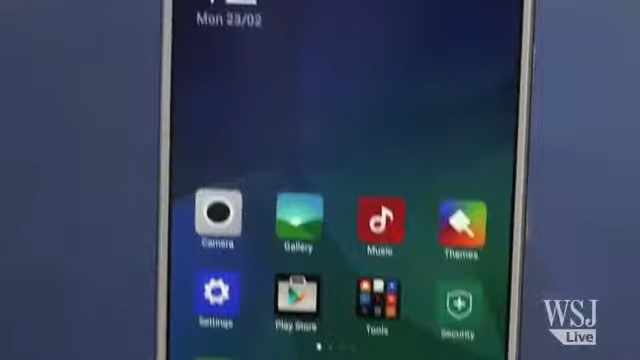 Mon 23/02
Camera Gallery Music Themes
Settings Play Store Tools Security
WSJ
Live